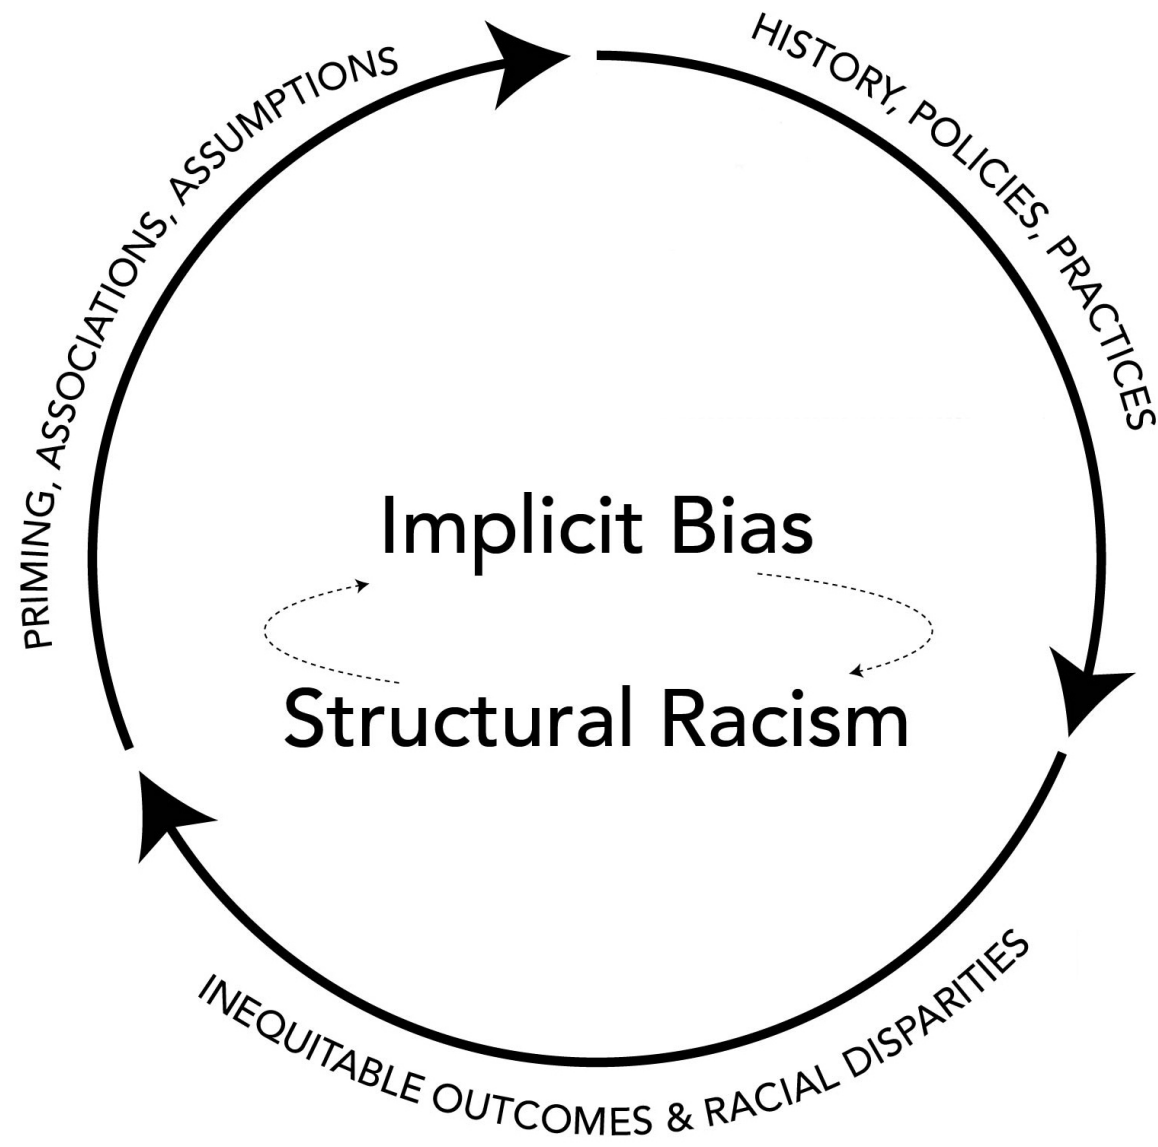 PRIMING, ASSOCIATIONS, ASSUMPTIONS
HISTORY, POLICIES, PRACTICES
Implicit Bias
Structural Racism
INEQUITABLE OUTCOMES & RACIAL DISPARITIES